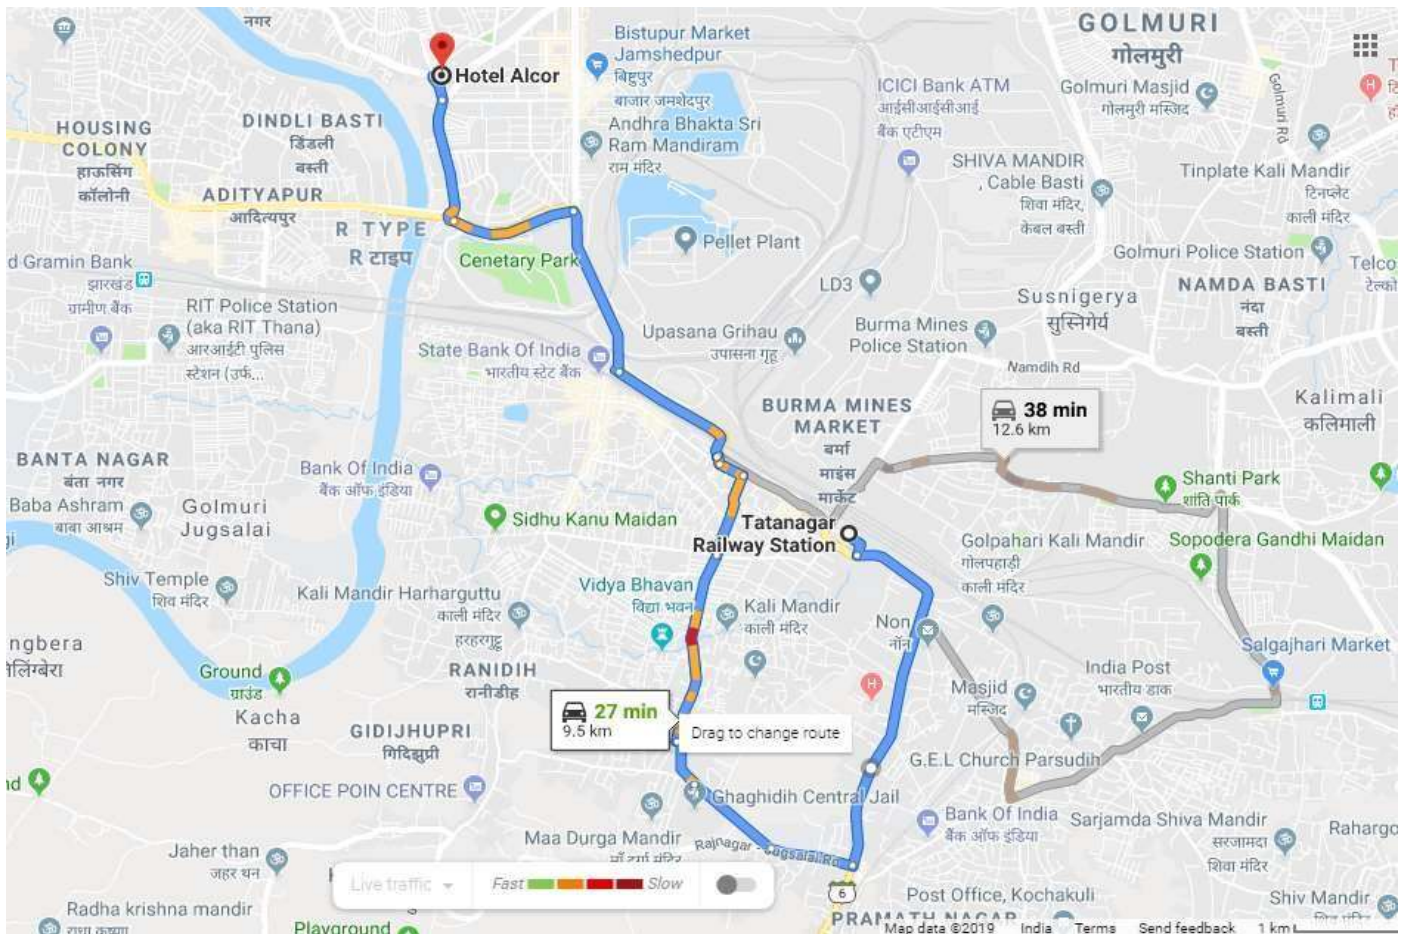 नगर
Hotel Alcor
Bistupur Market
Jamshedpur
बिष्टुपुर
बाजार जमशेदपुर
GOLMURI
गोलमुरी
ICICI Bank ATM
आईसीआईसीआई
बैंक एटीएम
Golmuri Masjid
गोलमुरी मस्जिद
Golmuri Rd
HOUSING
COLONY
हाऊसिंग
कॉलोनी
DINDLI BASTI
डिंडली
बस्ती
Andhra Bhakta Sri
Ram Mandiram
राम मंदिर
SHIVA MANDIR
, Cable Basti
शिवा मंदिर,
केबल बस्ती
Tinplate Kali Mandir
टिनप्लेट
काली मंदिर
ADITYAPUR
आदित्यपुर
R TYPE
R टाइप
Cenetary Park
Pellet Plant
Golmuri Police Station
Telco
टेल्को
d Gramin Bank
झारखंड
ग्रामीण बैंक
LD3
NAMDA BASTI
नंदा
बस्ती
Susnigerya
सुस्निगेर्य
RIT Police Station
(aka RIT Thana)
आरआईटी पुलिस
स्टेशन (उर्फ...
State Bank Of India
भारतीय स्टेट बैंक
Upasana Grihau
उपासना गृह
Burma Mines
Police Station
Namdih Rd
BURMA MINES
MARKET
बर्मा
माइंस
मार्केट
38 min
12.6 km
Kalimali
कलिमाली
BANTA NAGAR
बंता नगर
Bank Of India
बैंक ऑफ़ इंडिया
Shanti Park
शांति पार्क
Baba Ashram
बाबा आश्रम
Golmuri
Jugsalai
Sidhu Kanu Maidan
Tatanagar
Railway Station
Golpahari Kali Mandir
गोलपहाड़ी
काली मंदिर
Sopodera Gandhi Maidan
Shiv Temple
शिव मंदिर
Kali Mandir Harharguttu
काली मंदिर
हरहरगुट्टू
Vidya Bhavan
विद्या भवन
Kali Mandir
काली मंदिर
Non
नॉन
Salgajhari Market
ngbera
Ground
ग्राउंड
RANIDIH
रानीडीह
India Post
भारतीय डाक
Masjid
मस्जिद
Kacha
काचा
GIDIJHUPRI
गिदिझुप्री
27 min
9.5 km
Drag to change route
G.E.L Church Parsudih
nd
OFFICE POIN CENTRE
Ghaghidih Central Jail
Bank Of India
बैंक ऑफ़ इंडिया
Sarjamda Shiva Mandir
सरजामदा
शिवा मंदिर
Rahargo
Maa Durga Mandir
Rajnagar - Jugsalai Rd
Jaher than
जहर थन
Live traffic
Fast
Slow
6
Post Office, Kochakuli
PRAMATH NAGAR
Shiv Mandir
Radha krishna mandir
Playground
Map data ©2019
India
Terms
Send feedback
1 km